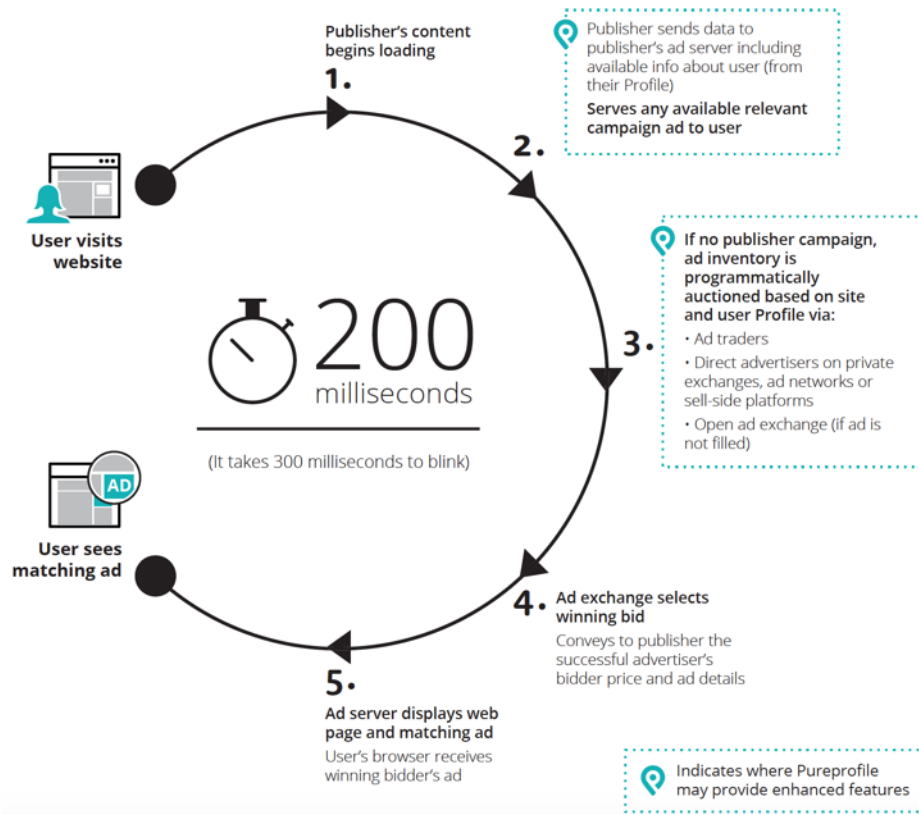 Publisher's content
begins loading
1.
Publisher sends data to
publisher's ad server including
available info about user (from
their Profile)
Serves any available relevant
campaign ad to user
2.
User visits
website
If no publisher campaign,
ad inventory is
programmatically
auctioned based on site
and user Profile via:
• Ad traders
• Direct advertisers on private
exchanges, ad networks or
sell-side platforms
• Open ad exchange (if ad is
not filled)
3.
200
milliseconds
(It takes 300 milliseconds to blink)
AD
User sees
matching ad
4.
Ad exchange selects
winning bid
Conveys to publisher the
successful advertiser's
bidder price and ad details
5.
Ad server displays web
page and matching ad
User's browser receives
winning bidder's ad
Indicates where Pureprofile
may provide enhanced features